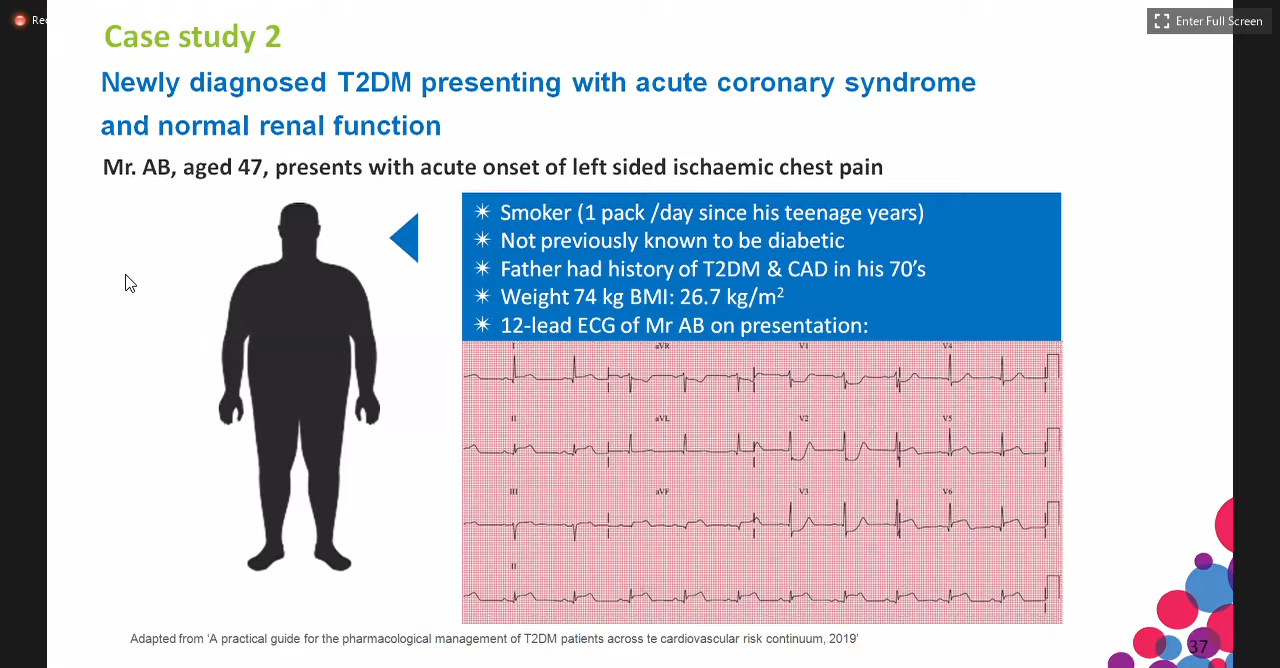 Rec
Enter Full Screen
Case study 2
Newly diagnosed T2DM presenting with acute coronary syndrome
and normal renal function
Mr. AB, aged 47, presents with acute onset of left sided ischaemic chest pain
✴ Smoker (1 pack /day since his teenage years)
✴ Not previously known to be diabetic
✴ Father had history of T2DM & CAD in his 70’s
✴ Weight 74 kg BMI: 26.7 kg/m²
✴ 12-lead ECG of Mr AB on presentation:
I aVR V1 V4
II aVL V2 V5
III aVF V3 V6
II
Adapted from ‘A practical guide for the pharmacological management of T2DM patients across te cardiovascular risk continuum, 2019’
37